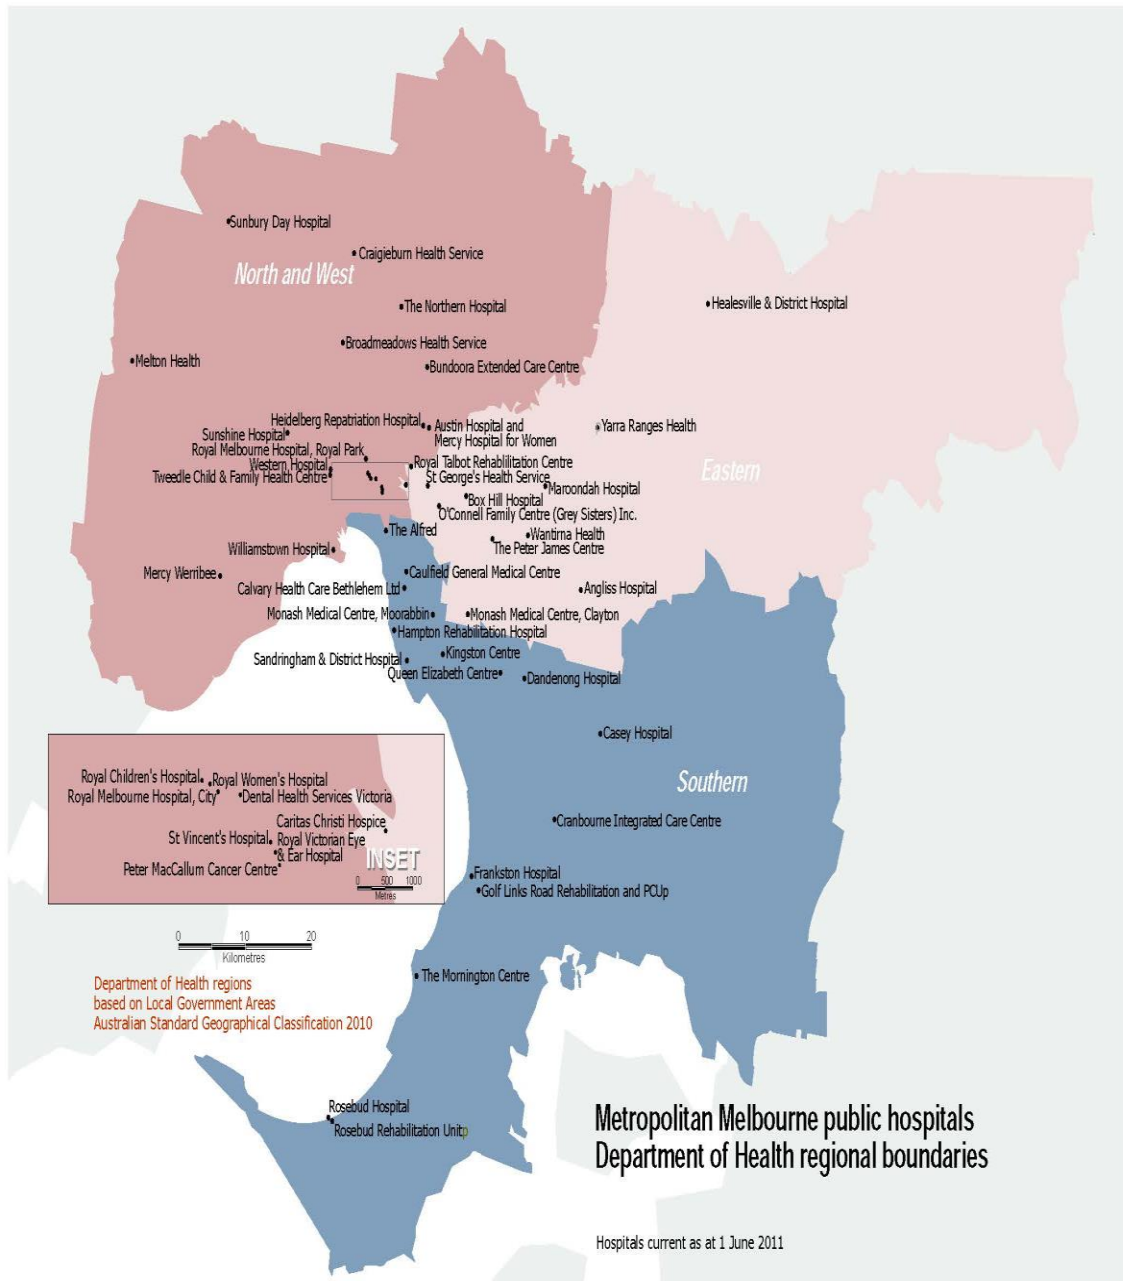 Sunbury Day Hospital
Craigieburn Health Service
North and West
The Northern Hospital
Healesville & District Hospital
Broadmeadows Health Service
Melton Health
Bundoora Extended Care Centre
Heidelberg Repatriation Hospital
Austin Hospital and
Mercy Hospital for Women
Yarra Ranges Health
Sunshine Hospital
Royal Melbourne Hospital, Royal Park
Western Hospital
Royal Talbot Rehablilitation Centre
Eastern
Tweedle Child & Family Health Centre
St George's Health Service
Maroondah Hospital
Box Hill Hospital
O'Connell Family Centre (Grey Sisters) Inc.
The Alfred
Wantirna Health
Williamstown Hospital
The Peter James Centre
Mercy Werribee
Caulfield General Medical Centre
Calvary Health Care Bethlehem Ltd
Angliss Hospital
Monash Medical Centre, Moorabbin
Monash Medical Centre, Clayton
Hampton Rehabilitation Hospital
Kingston Centre
Sandringham & District Hospital
Queen Elizabeth Centre
Dandenong Hospital
Casey Hospital
Southern
Royal Children's Hospital
Royal Women's Hospital
Royal Melbourne Hospital, City
Dental Health Services Victoria
Caritas Christi Hospice
St Vincent's Hospital
Royal Victorian Eye
& Ear Hospital
Peter MacCallum Cancer Centre
INSET
0 500 1000
Metres
Cranbourne Integrated Care Centre
Frankston Hospital
Golf Links Road Rehabilitation and PCUp
0 10 20
Kilometres
The Mornington Centre
Department of Health regions
based on Local Government Areas
Australian Standard Geographical Classification 2010
Rosebud Hospital
Rosebud Rehabilitation Unitp
Metropolitan Melbourne public hospitals
Department of Health regional boundaries
Hospitals current as at 1 June 2011